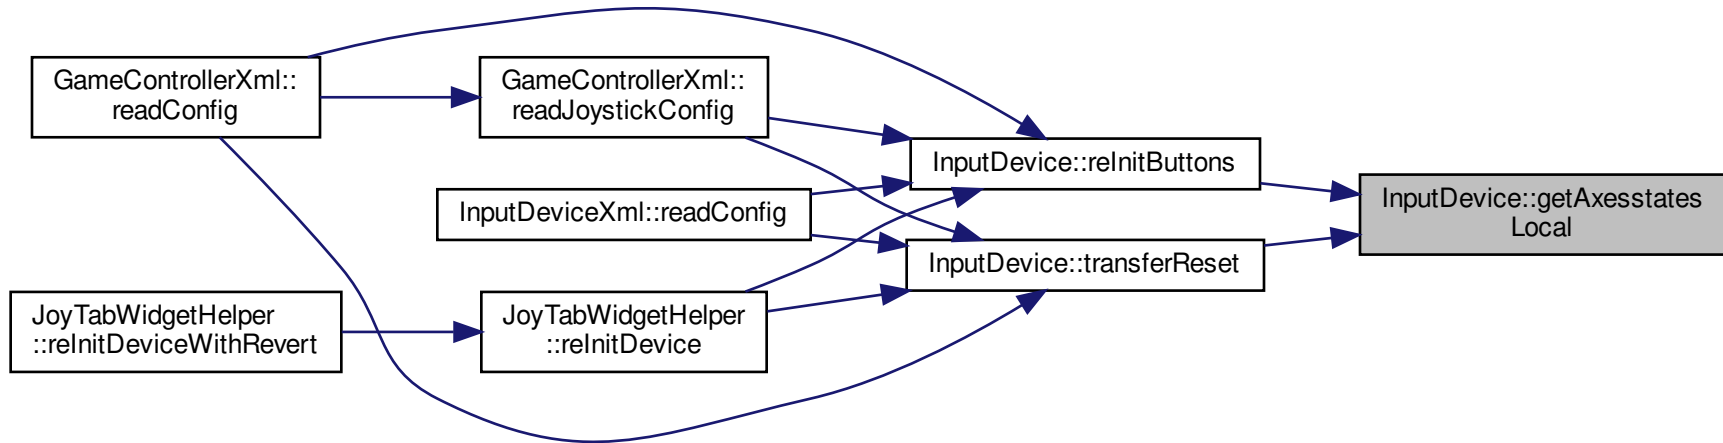 GameControllerXml::
readConfig
GameControllerXml::
readJoystickConfig
InputDevice::reInitButtons
InputDeviceXml::readConfig
InputDevice::getAxesstates
Local
InputDevice::transferReset
JoyTabWidgetHelper
::reInitDeviceWithRevert
JoyTabWidgetHelper
::reInitDevice